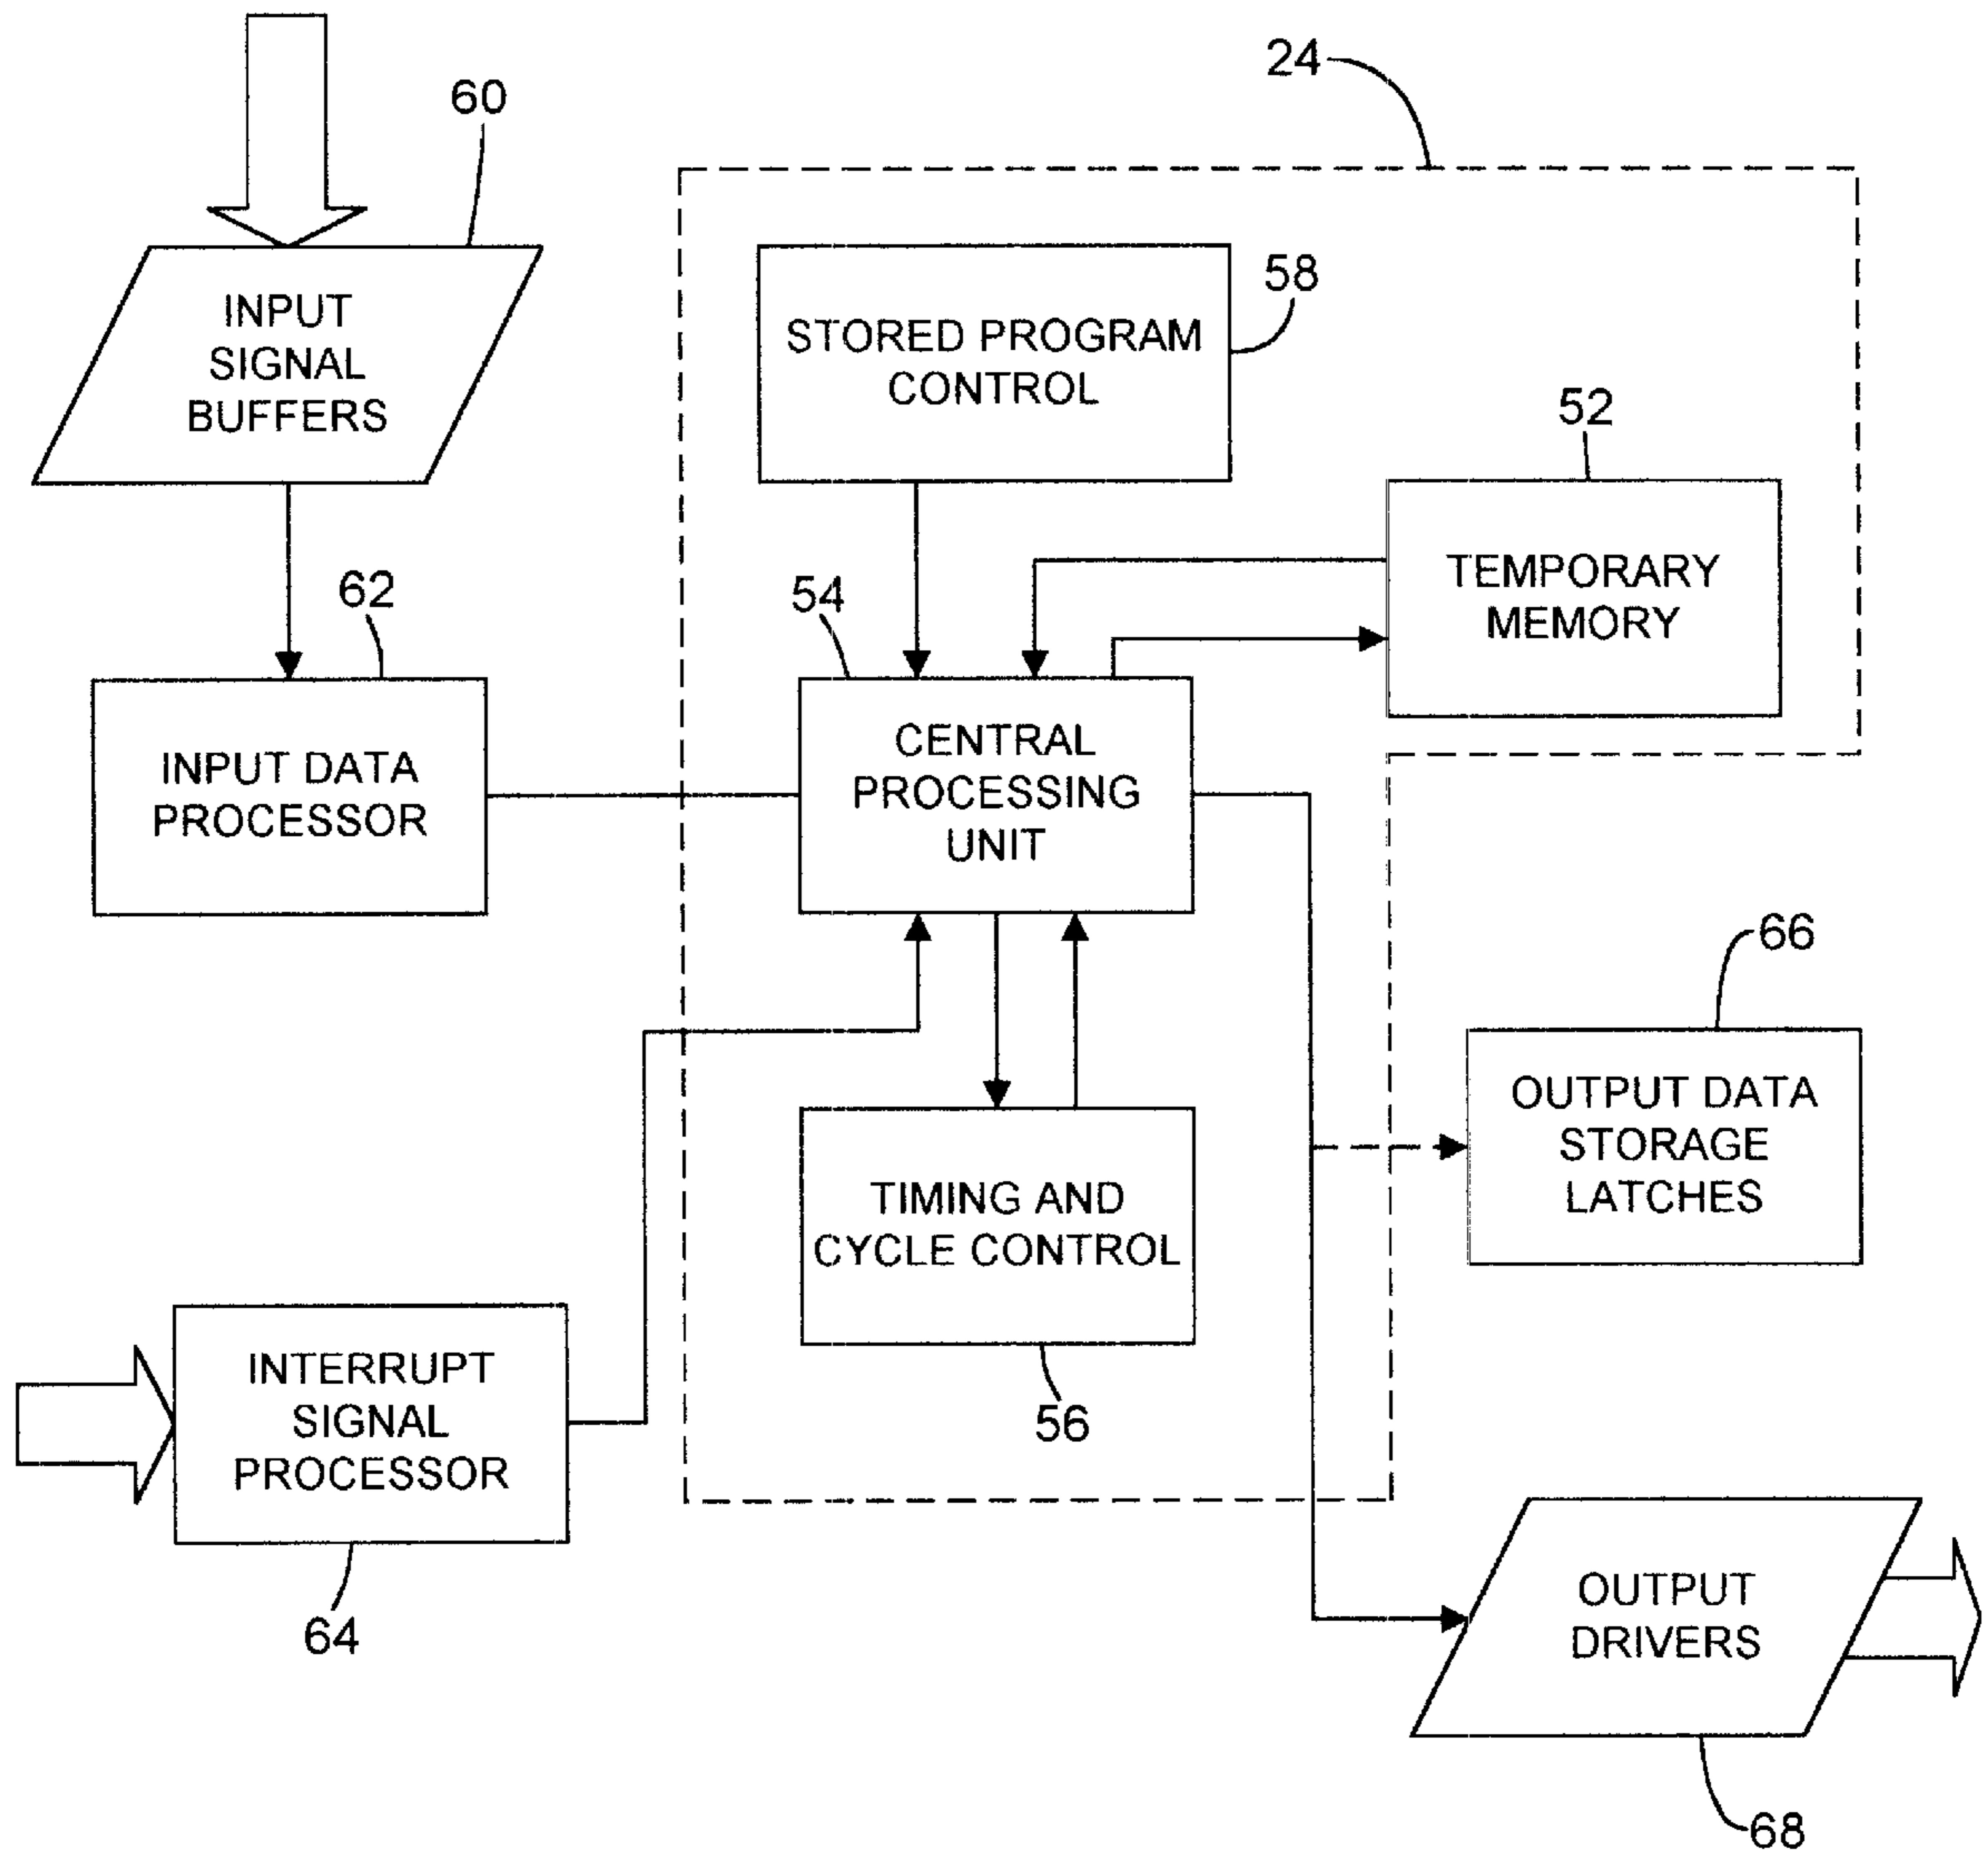 24
60
INPUT
SIGNAL
BUFFERS
58
STORED PROGRAM
CONTROL
52
TEMPORARY
MEMORY
62
54
INPUT DATA
PROCESSOR
CENTRAL
PROCESSING
UNIT
66
OUTPUT DATA
STORAGE
LATCHES
TIMING AND
CYCLE CONTROL
56
INTERRUPT
SIGNAL
PROCESSOR
64
OUTPUT
DRIVERS
68